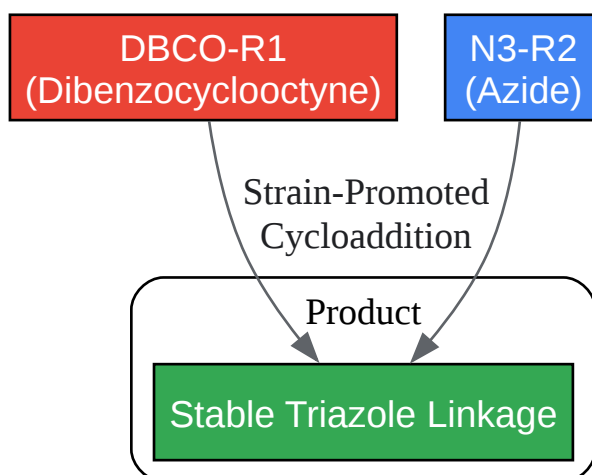 DBCO-R1
(Dibenzocyclooctyne)
N3-R2
(Azide)
Strain-Promoted
Cycloaddition
Product
Stable Triazole Linkage